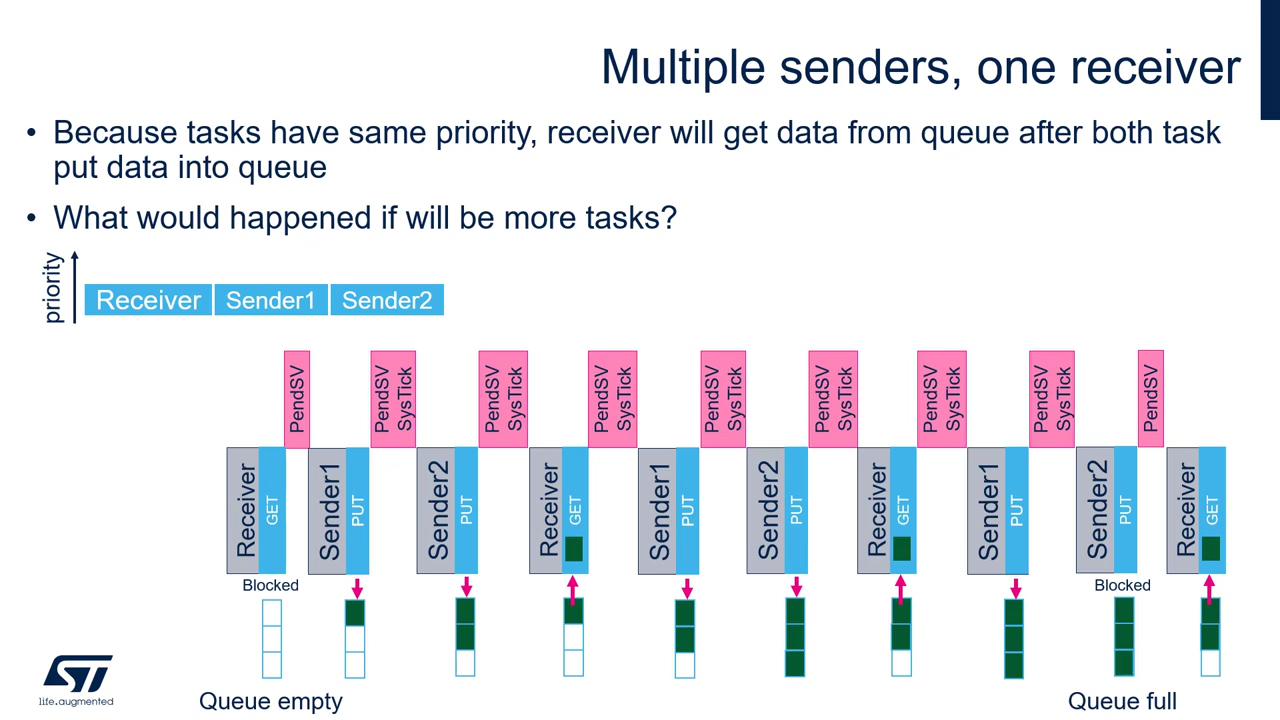 Multiple senders, one receiver
• Because tasks have same priority, receiver will get data from queue after both task
put data into queue
• What would happened if will be more tasks?
priority
Receiver Sender1 Sender2
PendSV
PendSV
SysTick
PendSV
SysTick
PendSV
SysTick
PendSV
SysTick
PendSV
SysTick
PendSV
SysTick
PendSV
SysTick
PendSV
Receiver
GET
Sender1
PUT
Sender2
PUT
Receiver
GET
Sender1
PUT
Sender2
PUT
Receiver
GET
Sender1
PUT
Sender2
PUT
Receiver
GET
Blocked
Blocked
Queue empty
Queue full
ST
life.augmented